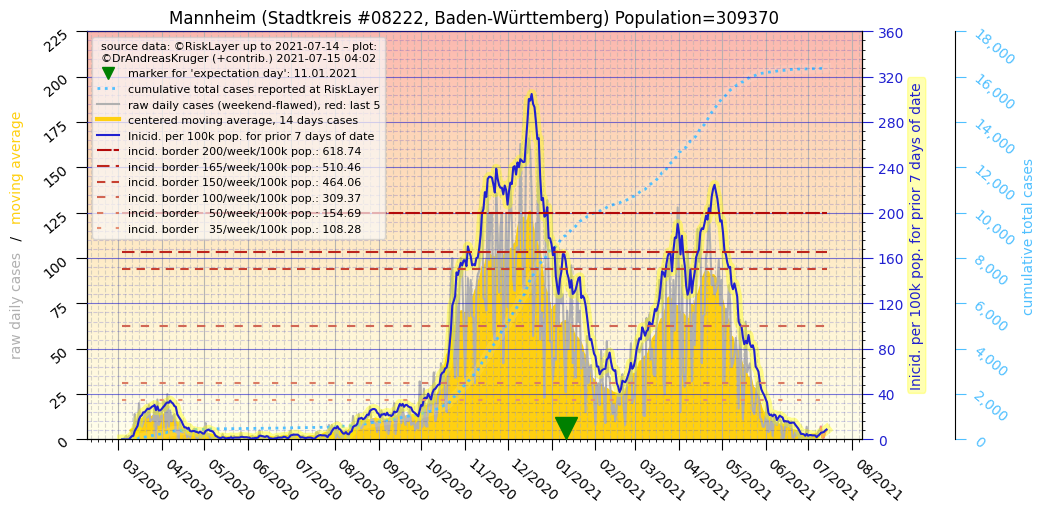 Mannheim (Stadtkreis #08222, Baden-Württemberg) Population=309370
source data: ©RiskLayer up to 2021-07-14 – plot:
©DrAndreasKruger (+contrib.) 2021-07-15 04:02
marker for 'expectation day': 11.01.2021
cumulative total cases reported at RiskLayer
raw daily cases (weekend-flawed), red: last 5
centered moving average, 14 days cases
Inicid. per 100k pop. for prior 7 days of date
incid. border 200/week/100k pop.: 618.74
incid. border 165/week/100k pop.: 510.46
incid. border 150/week/100k pop.: 464.06
incid. border 100/week/100k pop.: 309.37
incid. border 50/week/100k pop.: 154.69
incid. border 35/week/100k pop.: 108.28
raw daily cases / moving average
225
200
175
150
125
100
75
50
25
0
360
320
280
240
200
160
120
80
40
0
Inicid. per 100k pop. for prior 7 days of date
18,000
16,000
14,000
12,000
10,000
8,000
6,000
4,000
2,000
0
cumulative total cases
03/2020
04/2020
05/2020
06/2020
07/2020
08/2020
09/2020
10/2020
11/2020
12/2020
01/2021
02/2021
03/2021
04/2021
05/2021
06/2021
07/2021
08/2021